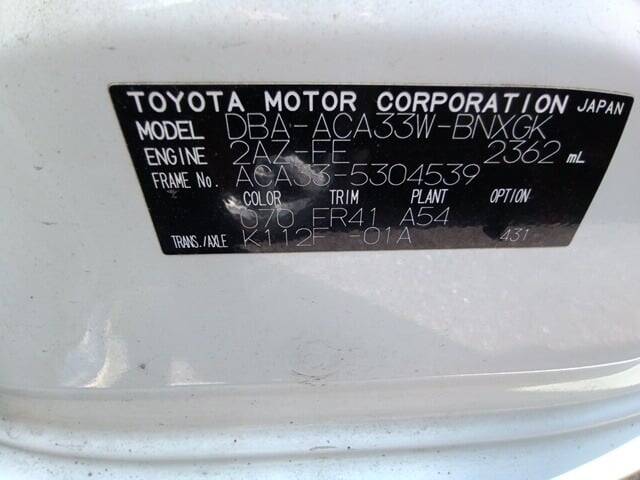 TOYOTA MOTOR CORPORATION JAPAN
MODEL DBA-ACA33W-BNXGK
ENGINE 2AZ-FE 2362 mL
FRAME No. ACA33-5304539
COLOR TRIM PLANT OPTION
070 FR41 A54
TRANS./AXLE K112F -01A 431